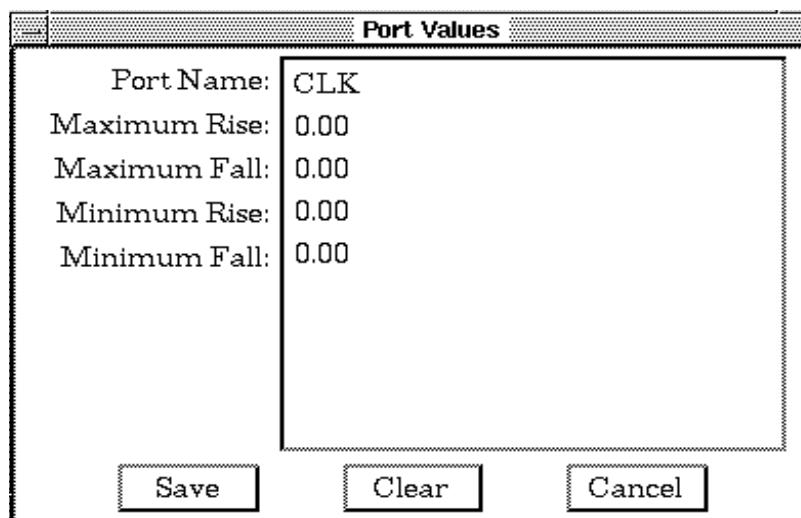 Port Values
Port Name: CLK
Maximum Rise: 0.00
Maximum Fall: 0.00
Minimum Rise: 0.00
Minimum Fall: 0.00
Save Clear Cancel